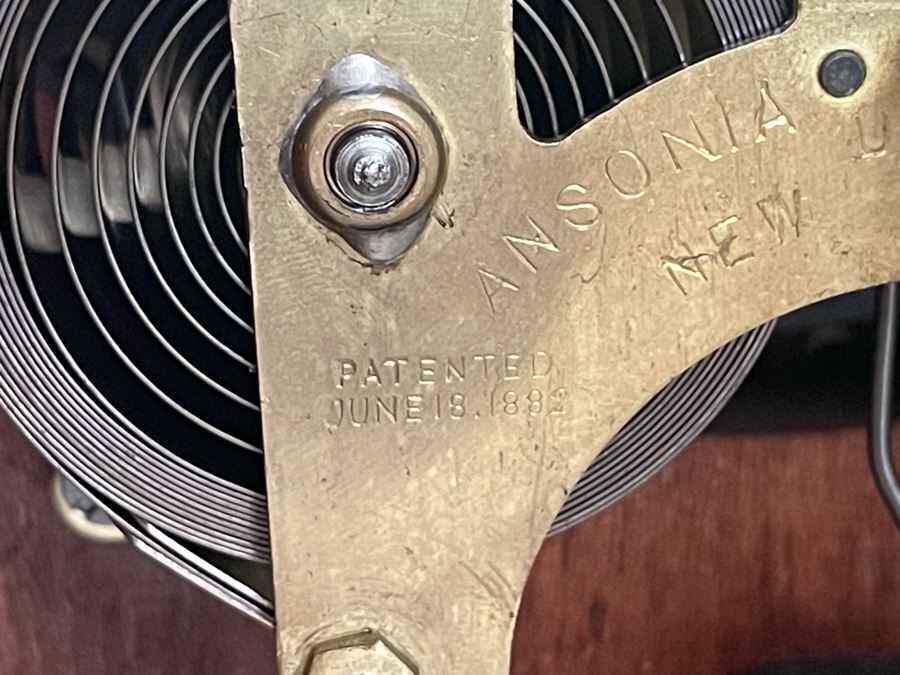 ANSONIA
U
NEW
PATENTED
JUNE 18. 1882